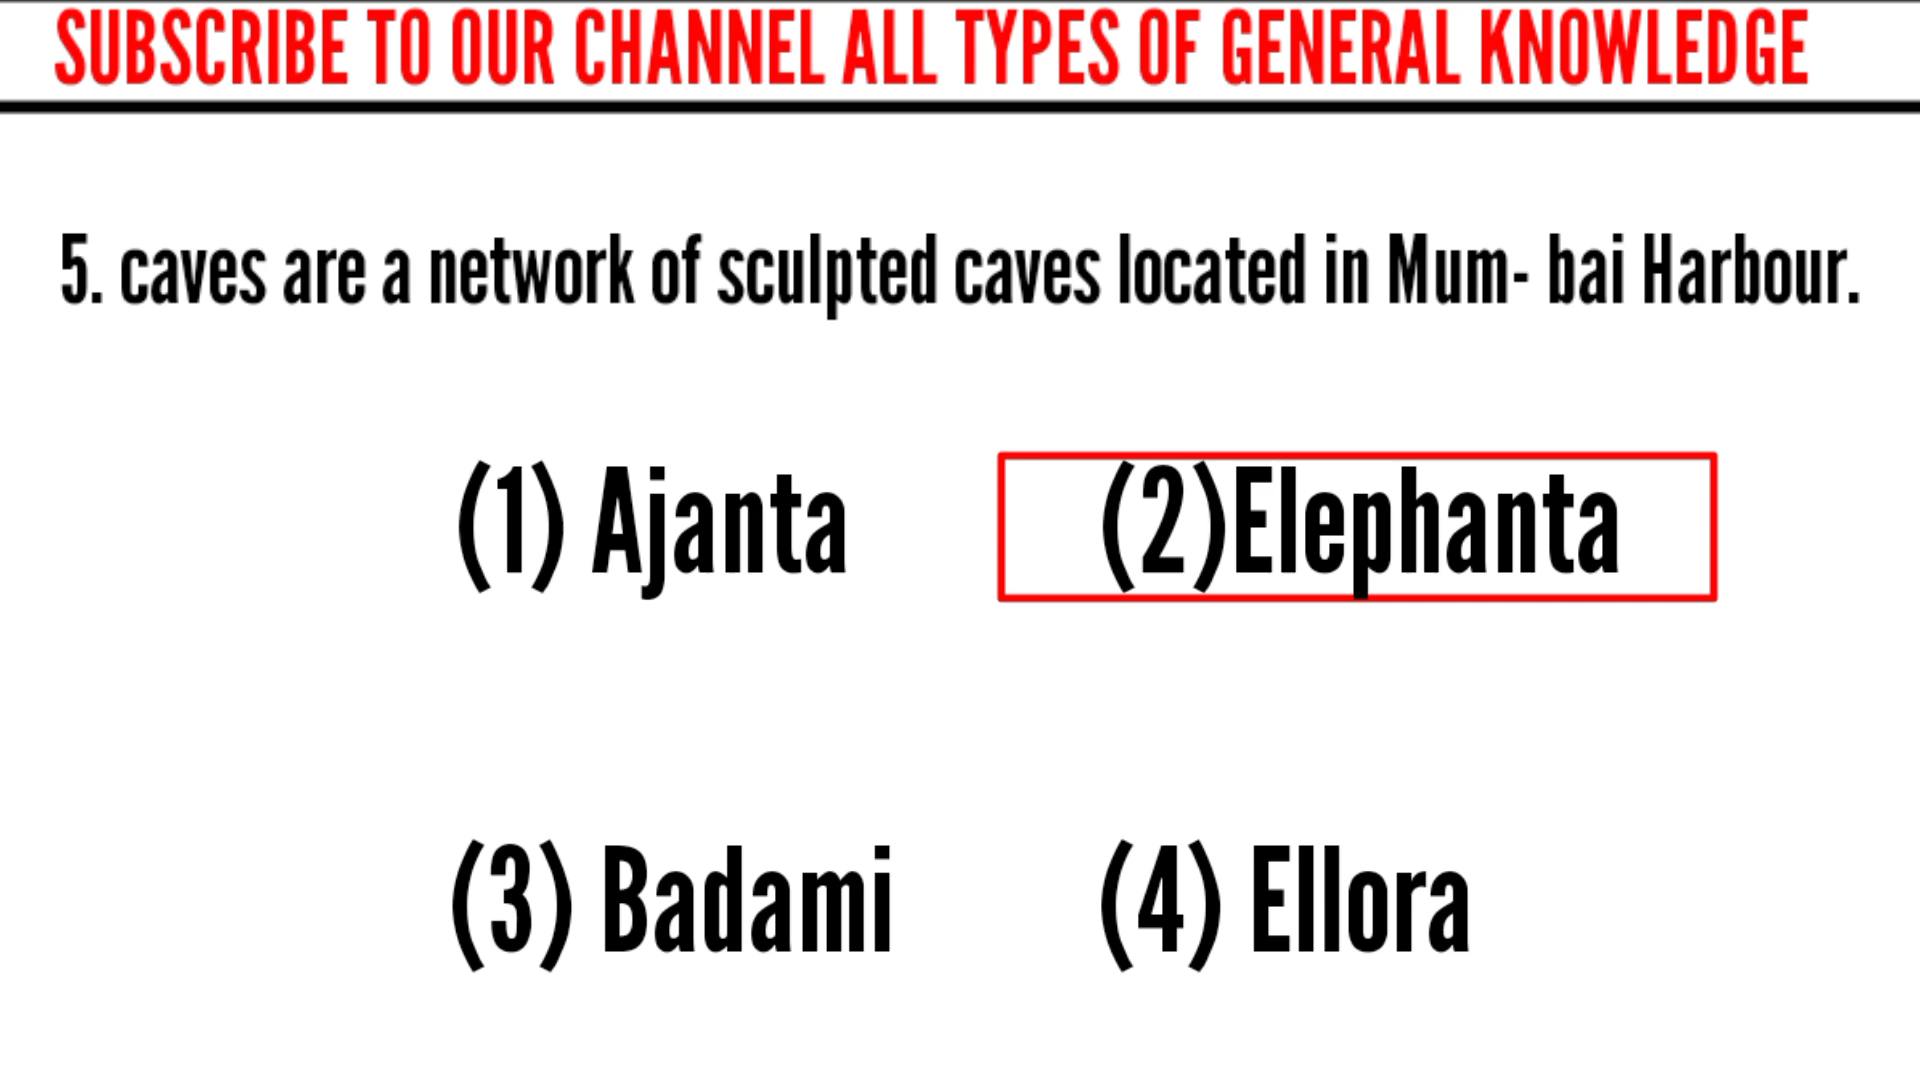 SUBSCRIBE TO OUR CHANNEL ALL TYPES OF GENERAL KNOWLEDGE
5. caves are a network of sculpted caves located in Mum- bai Harbour.
(1) Ajanta (2)Elephanta
(3) Badami (4) Ellora